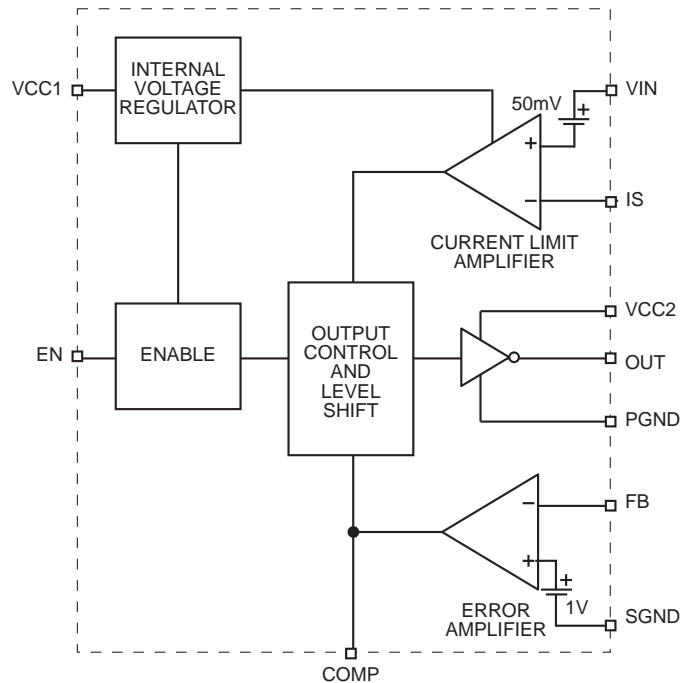 INTERNAL
VOLTAGE
REGULATOR
VCC1
50mV
+
VIN
+
−
IS
CURRENT LIMIT
AMPLIFIER
VCC2
EN
ENABLE
OUTPUT
CONTROL
AND
LEVEL
SHIFT
OUT
PGND
−
FB
+
+
1V
ERROR
AMPLIFIER
SGND
COMP